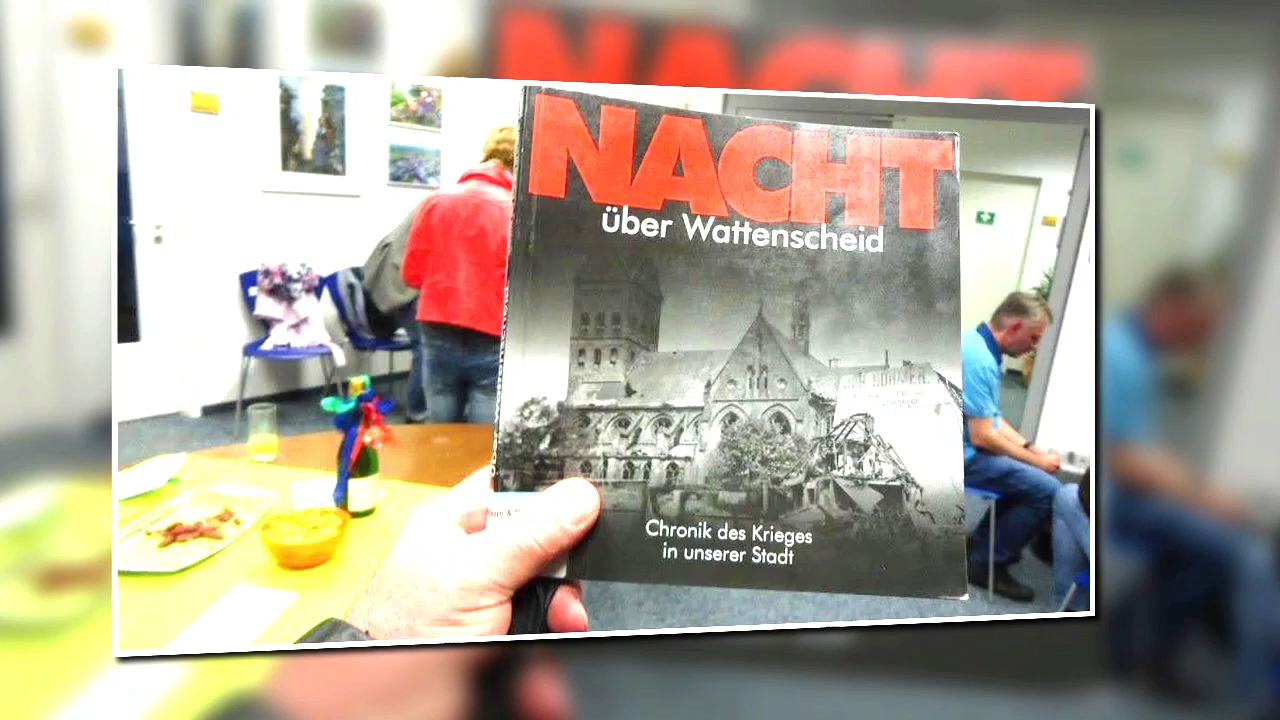 NACHT
über Wattenscheid
Chronik des Krieges
in unserer Stadt